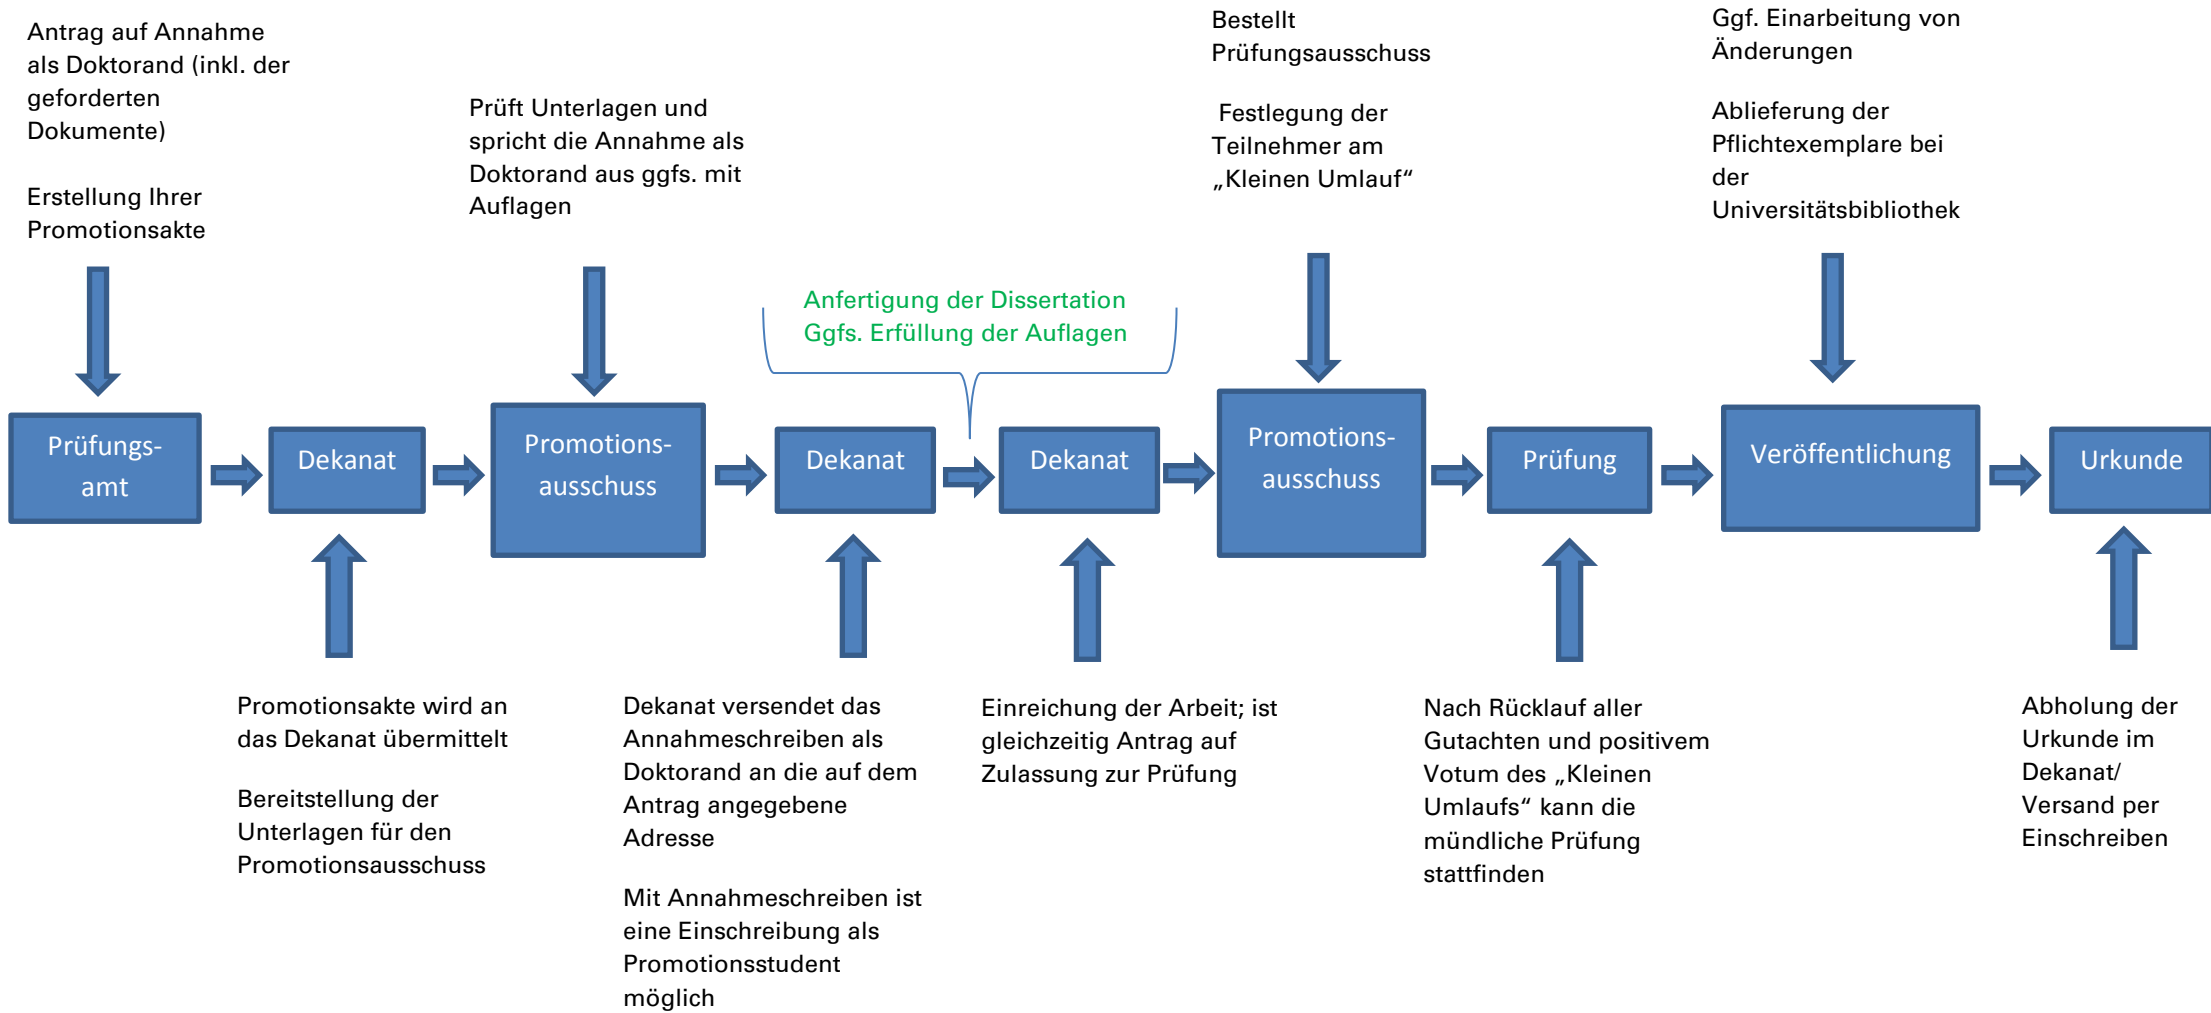 Antrag auf Annahme
als Doktorand (inkl. der
geforderten
Dokumente)
Erstellung Ihrer
Promotionsakte
Prüft Unterlagen und
spricht die Annahme als
Doktorand aus ggfs. mit
Auflagen
Anfertigung der Dissertation
Ggfs. Erfüllung der Auflagen
Bestellt
Prüfungsausschuss
Festlegung der
Teilnehmer am
„Kleinen Umlauf“
Ggf. Einarbeitung von
Änderungen
Ablieferung der
Pflichtexemplare bei
der
Universitätsbibliothek
Prüfungs-
amt
Dekanat
Promotions-
ausschuss
Dekanat
Dekanat
Promotions-
ausschuss
Prüfung
Veröffentlichung
Urkunde
Promotionsakte wird an
das Dekanat übermittelt
Bereitstellung der
Unterlagen für den
Promotionsausschuss
Dekanat versendet das
Annahmeschreiben als
Doktorand an die auf dem
Antrag angegebene
Adresse
Mit Annahmeschreiben ist
eine Einschreibung als
Promotionsstudent
möglich
Einreichung der Arbeit; ist
gleichzeitig Antrag auf
Zulassung zur Prüfung
Nach Rücklauf aller
Gutachten und positivem
Votum des „Kleinen
Umlaufs“ kann die
mündliche Prüfung
stattfinden
Abholung der
Urkunde im
Dekanat/
Versand per
Einschreiben